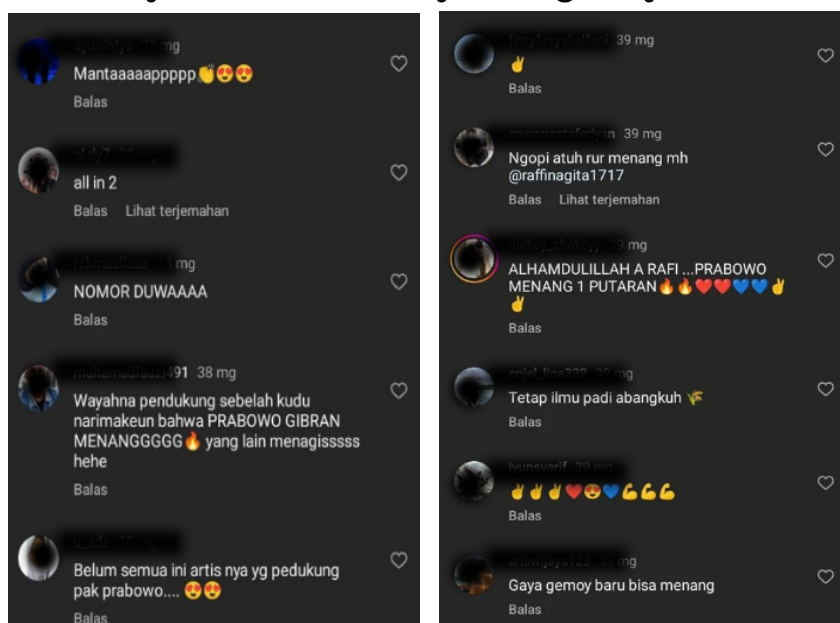 Mantaaaaappppp👏😍😍
Balas
all in 2
Balas Lihat terjemahan
mg
NOMOR DUWAAAA
Balas
491 38 mg
Wayahna pendukung sebelah kudu
narimakeun bahwa PRABOWO GIBRAN
MENANGGGGG🔥 yang lain menagisssss
hehe
Balas
Belum semua ini artis nya yg pedukung
pak prabowo.... 😍😍
Balas
39 mg
✌️
Balas
39 mg
Ngopi atuh rur menang mh
@raffinagita1717
Balas Lihat terjemahan
mg
ALHAMDULILLAH A RAFI ...PRABOWO
MENANG 1 PUTARAN🔥🔥❤️❤️💙💙✌️
✌️
Balas
mg
Tetap ilmu padi abangkuh 🌾
Balas
✌️✌️✌️❤️😍💙💪💪💪
Balas
mg
Gaya gemoy baru bisa menang
Balas